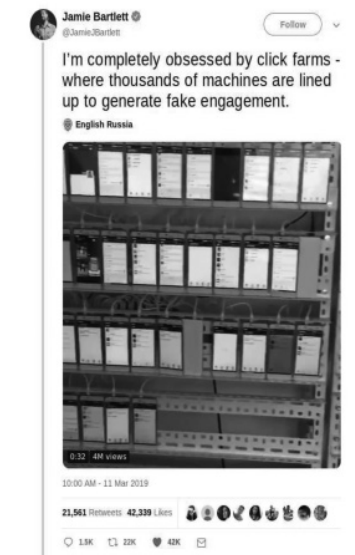 Jamie Bartlett
@JamieJBartlett
Follow
I'm completely obsessed by click farms -
where thousands of machines are lined
up to generate fake engagement.
English Russia
0:32 4M views
10:00 AM - 11 Mar 2019
21,561 Retweets 42,339 Likes
1.5K 22K 42K